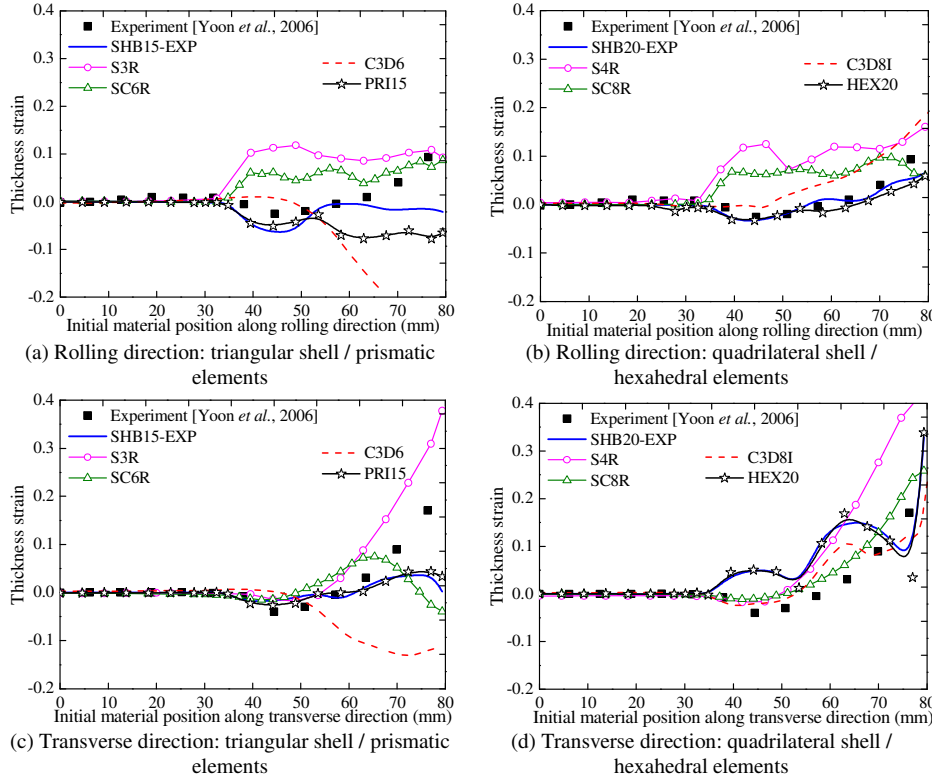 0.4
0.3
0.2
0.1
0.0
-0.1
-0.2
Thickness strain
Experiment [Yoon et al., 2006]
SHB15-EXP
S3R
SC6R
C3D6
PRI15
0 10 20 30 40 50 60 70 80
Initial material position along rolling direction (mm)
(a) Rolling direction: triangular shell / prismatic
elements
0.4
0.3
0.2
0.1
0.0
-0.1
-0.2
Thickness strain
Experiment [Yoon et al., 2006]
SHB20-EXP
S4R
SC8R
C3D8I
HEX20
0 10 20 30 40 50 60 70 80
Initial material position along rolling direction (mm)
(b) Rolling direction: quadrilateral shell /
hexahedral elements
0.4
0.3
0.2
0.1
0.0
-0.1
-0.2
Thickness strain
Experiment [Yoon et al., 2006]
SHB15-EXP
S3R
SC6R
C3D6
PRI15
0 10 20 30 40 50 60 70 80
Initial material position along transverse direction (mm)
(c) Transverse direction: triangular shell / prismatic
elements
0.4
0.3
0.2
0.1
0.0
-0.1
-0.2
Thickness strain
Experiment [Yoon et al., 2006]
SHB20-EXP
S4R
SC8R
C3D8I
HEX20
0 10 20 30 40 50 60 70 80
Initial material position along transverse direction (mm)
(d) Transverse direction: quadrilateral shell /
hexahedral elements